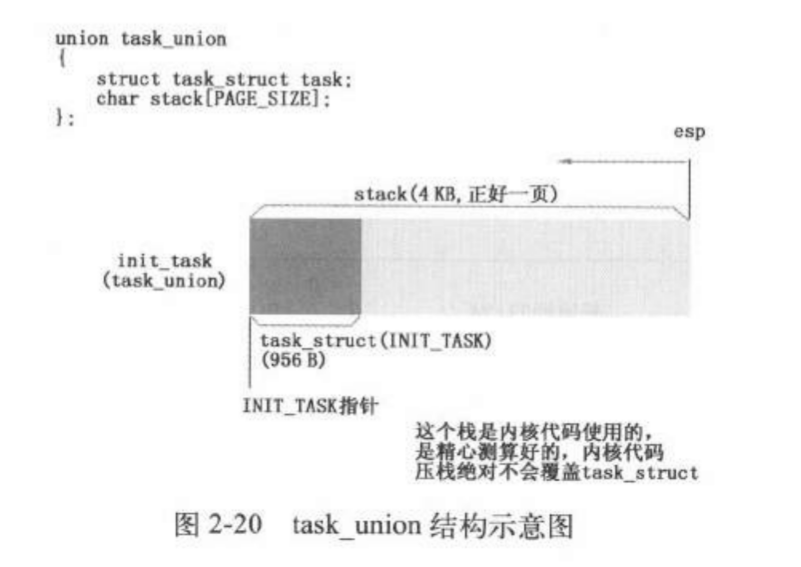 union task_union
{
struct task_struct task;
char stack[PAGE_SIZE];
};
esp
stack(4 KB, 正好一页)
init_task
(task_union)
task_struct(INIT_TASK)
(956 B)
INIT_TASK指针
这个栈是内核代码使用的，
是精心测算好的，内核代码
压栈绝对不会覆盖task_struct
图 2-20 task_union 结构示意图